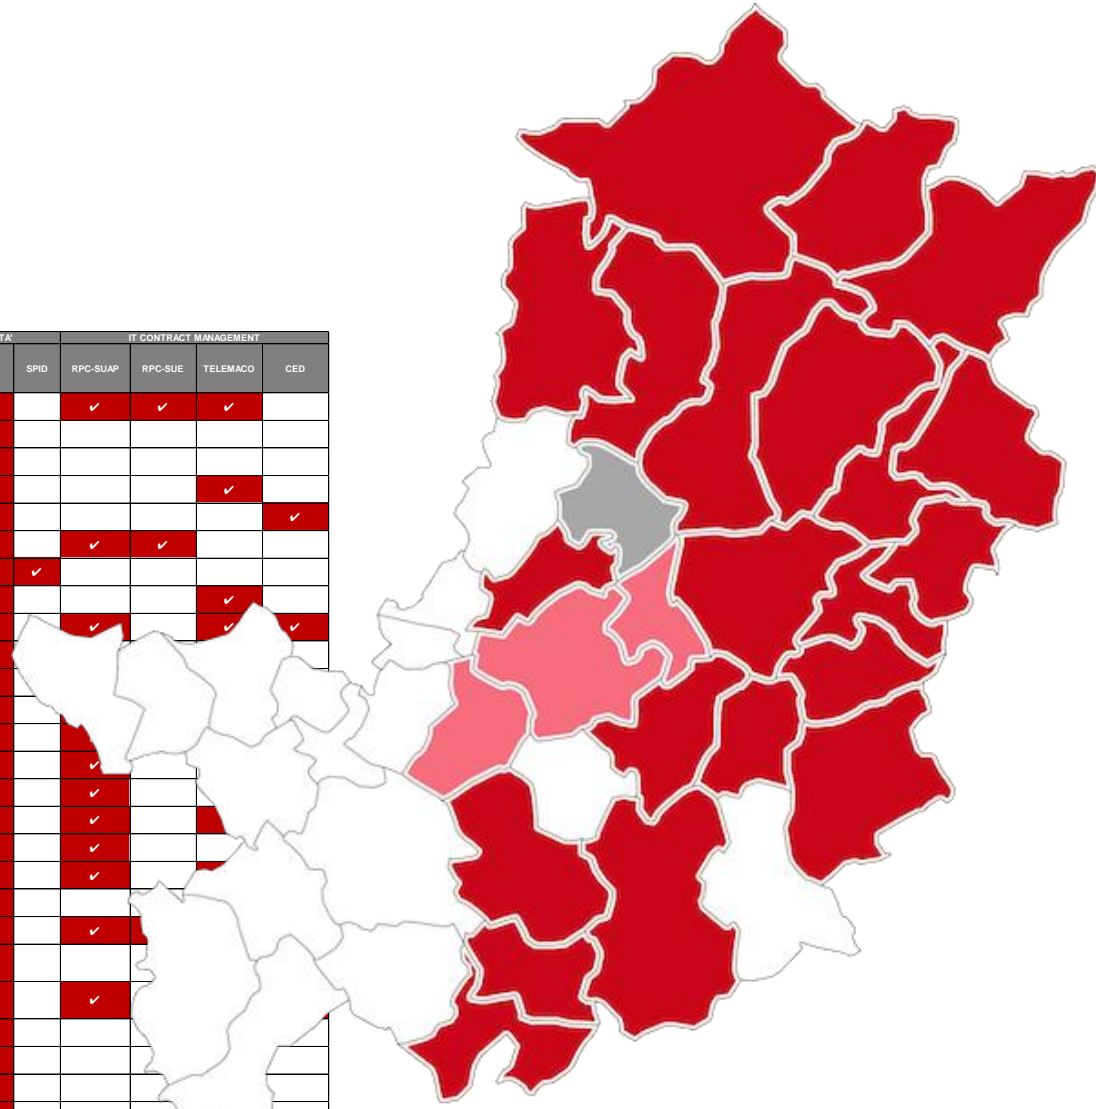 TA'
IT CONTRACT MANAGEMENT
SPID RPC-SUAP RPC-SUE TELEMACO CED
✓ ✓ ✓
✓
✓
✓ ✓
✓
✓
✓ ✓ ✓
✓
✓
✓
✓
✓
✓
✓